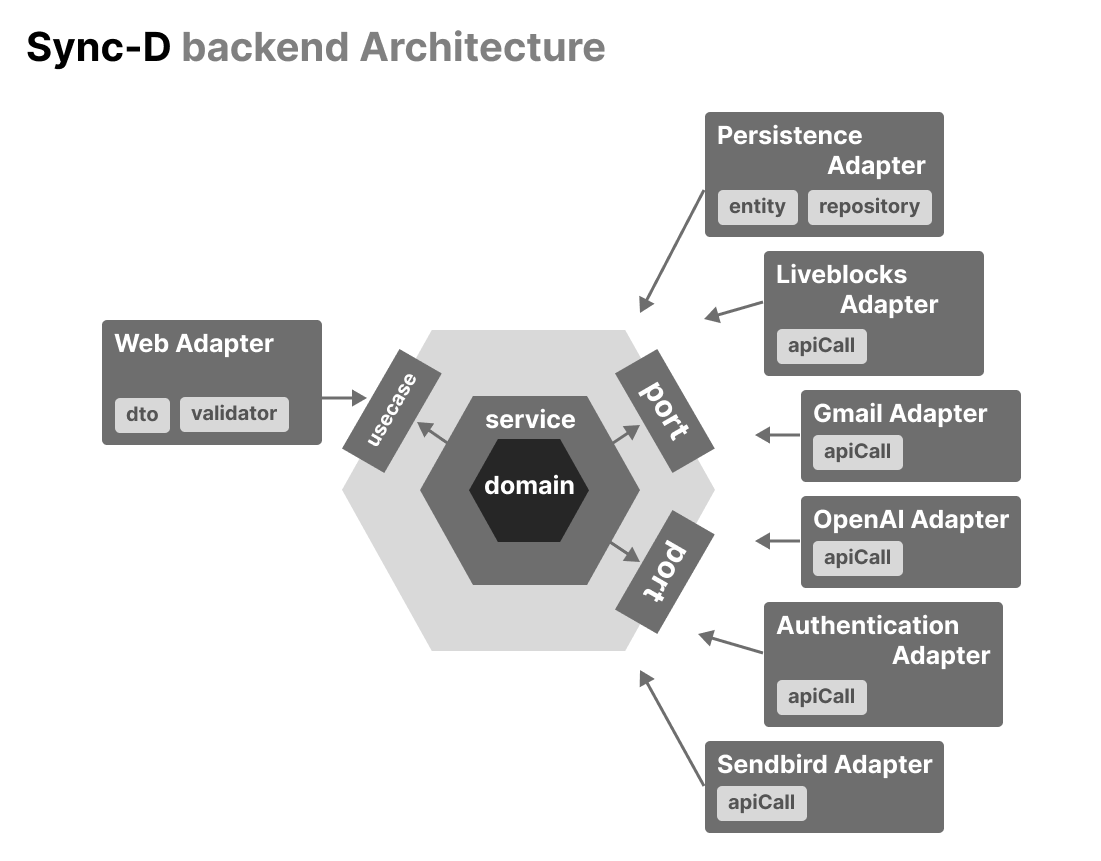 Sync-D backend Architecture
Persistence
Adapter
entity repository
Liveblocks
Adapter
apiCall
Web Adapter
dto validator
usecase
service
domain
port
port
Gmail Adapter
apiCall
OpenAI Adapter
apiCall
Authentication
Adapter
apiCall
Sendbird Adapter
apiCall